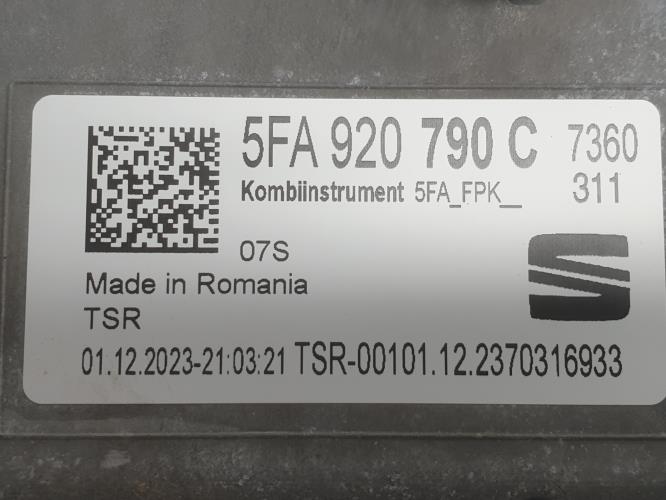 5FA 920 790 C 7360
Kombiinstrument 5FA_FPK__ 311
07S
Made in Romania
TSR
01.12.2023-21:03:21 TSR-00101.12.2370316933